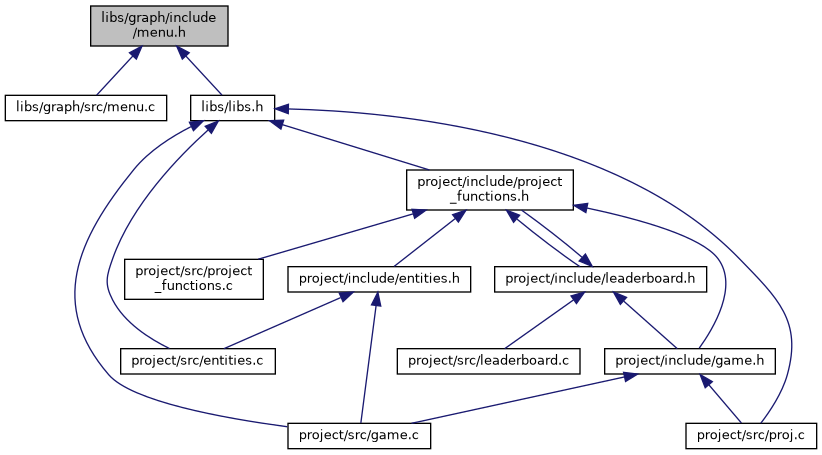 libs/graph/include
/menu.h
libs/graph/src/menu.c
libs/libs.h
project/include/project
_functions.h
project/src/project
_functions.c
project/include/entities.h
project/include/leaderboard.h
project/src/entities.c
project/src/leaderboard.c
project/include/game.h
project/src/game.c
project/src/proj.c